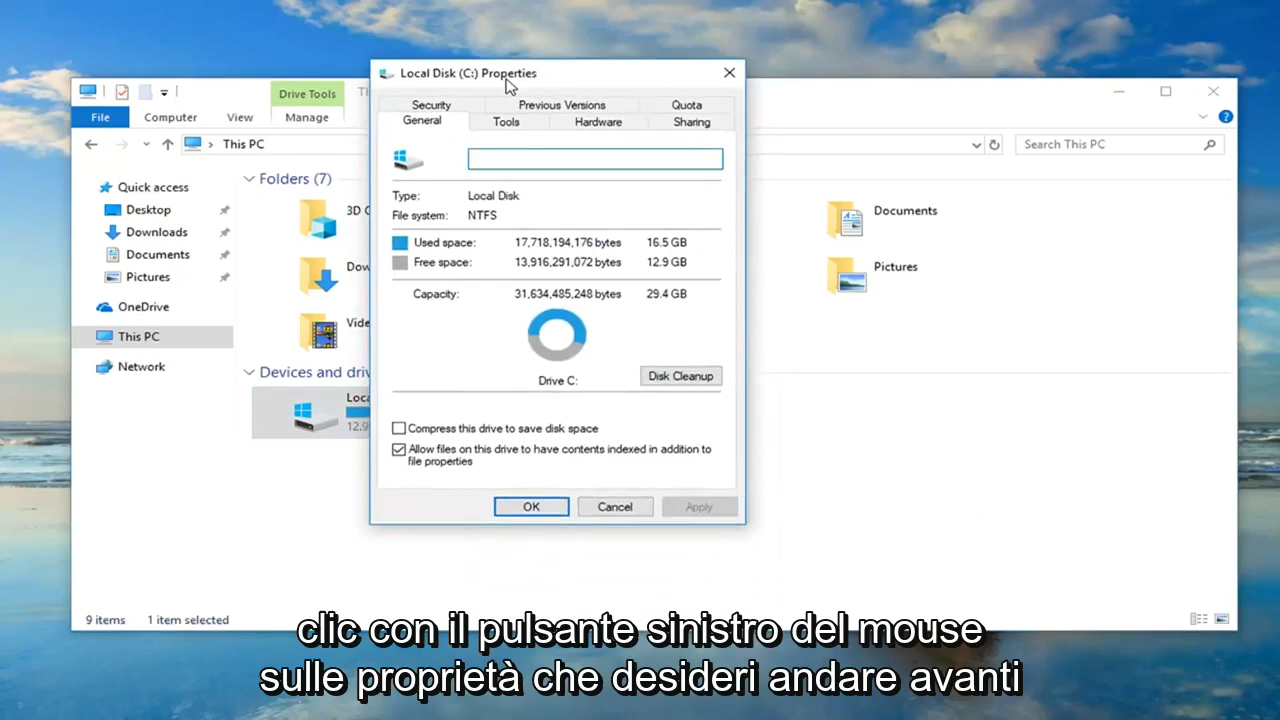 Local Disk (C:) Properties
Drive Tools
File
Computer
View
Manage
This PC
Search This PC
Quick access
Desktop
Downloads
Documents
Pictures
OneDrive
This PC
Network
Folders (7)
3D
Documents
Pictures
Security
Previous Versions
Quota
General
Tools
Hardware
Sharing
Type: Local Disk
File system: NTFS
Used space: 17,718,194,176 bytes 16.5 GB
Free space: 13,916,291,072 bytes 12.9 GB
Capacity: 31,634,485,248 bytes 29.4 GB
Drive C:
Disk Cleanup
Compress this drive to save disk space
Allow files on this drive to have contents indexed in addition to
file properties
OK
Cancel
Apply
9 items
1 item selected
clic con il pulsante sinistro del mouse
sulle proprietà che desideri andare avanti